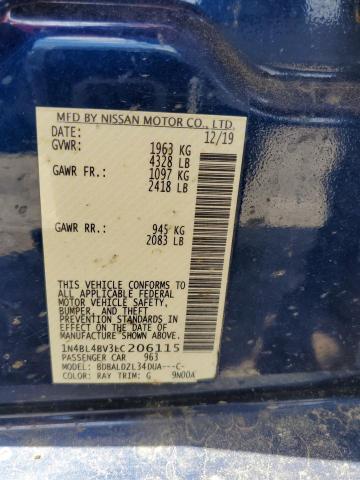 MFD BY NISSAN MOTOR CO., LTD.
DATE: 12/19
GVWR: 1963 KG
4328 LB
GAWR FR.: 1097 KG
2418 LB
GAWR RR.: 945 KG
2083 LB
THIS VEHICLE CONFORMS TO ALL
APPLICABLE FEDERAL
MOTOR VEHICLE SAFETY,
BUMPER, AND THEFT PREVENTION
STANDARDS IN EFFECT
ON THE DATE OF MANUFACTURE
SHOWN ABOVE.
1N4BL4BV3LC206115
PASSENGER CAR 963
MODEL: BDBALDZL34DUA---C-
COLOR: RAY TRIM: G 9N00A